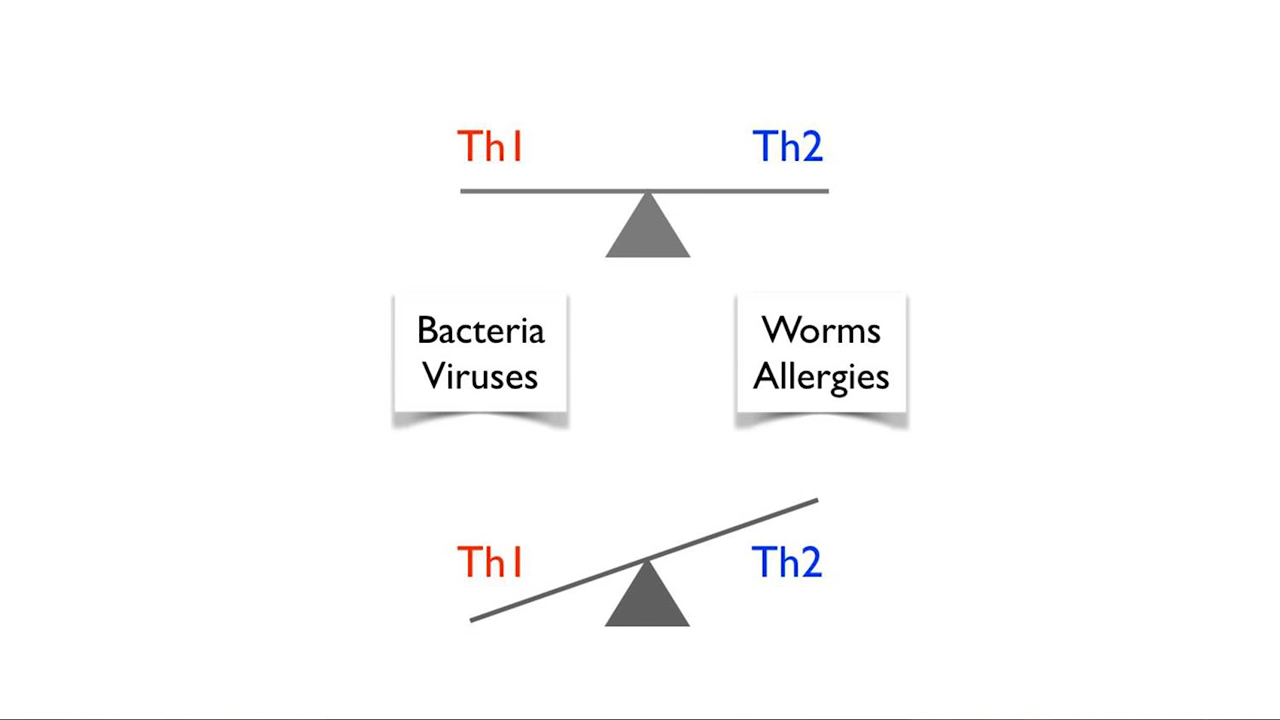 Th1
Th2
Bacteria
Viruses
Worms
Allergies
Th1
Th2